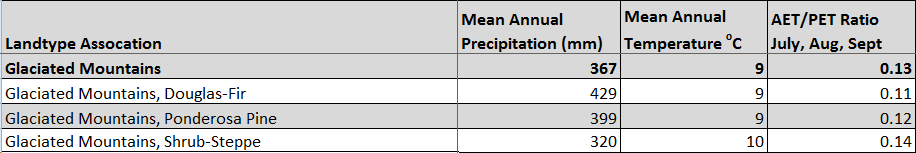 Landtype Assocation Mean Annual Precipitation (mm) Mean Annual Temperature °C AET/PET Ratio July, Aug, Sept
Glaciated Mountains 367 9 0.13
Glaciated Mountains, Douglas-Fir 429 9 0.11
Glaciated Mountains, Ponderosa Pine 399 9 0.12
Glaciated Mountains, Shrub-Steppe 320 10 0.14